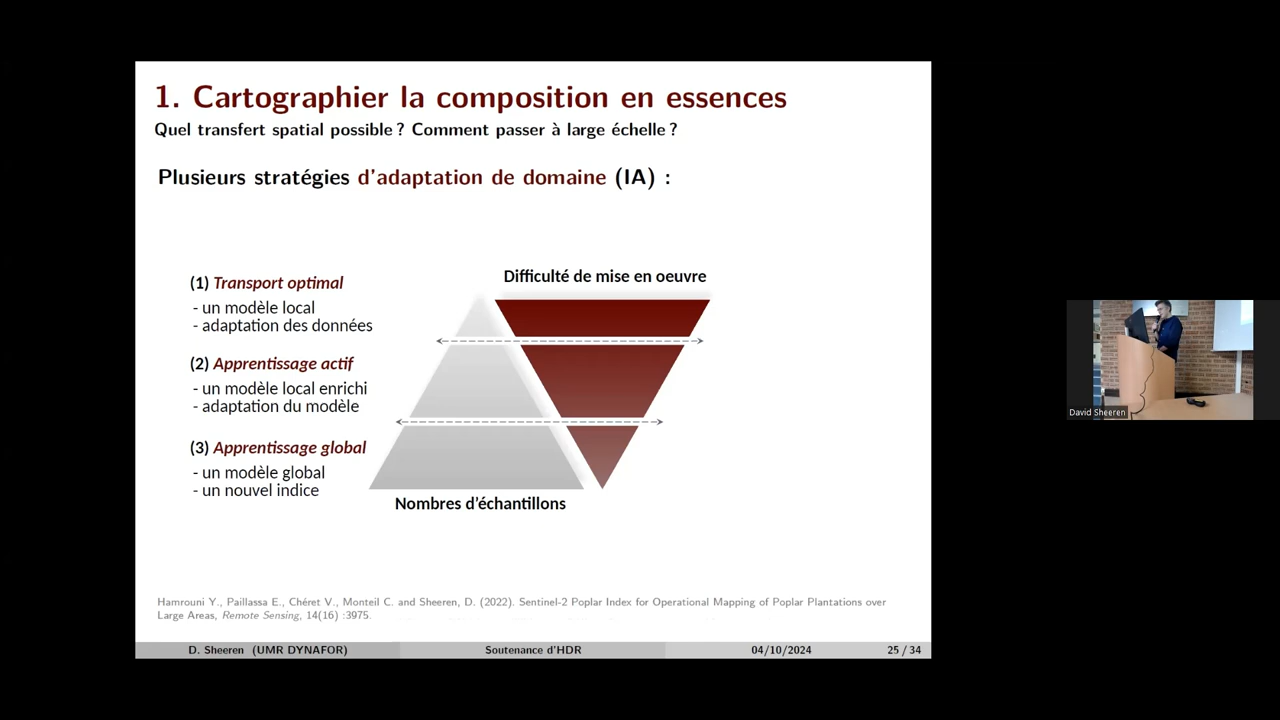 1. Cartographier la composition en essences
Quel transfert spatial possible ? Comment passer à large échelle ?
Plusieurs stratégies d'adaptation de domaine (IA) :
(1) Transport optimal
- un modèle local
- adaptation des données
(2) Apprentissage actif
- un modèle local enrichi
- adaptation du modèle
(3) Apprentissage global
- un modèle global
- un nouvel indice
Difficulté de mise en oeuvre
Nombres d'échantillons
David Sheeren
Hamrouni Y., Paillassa E., Chéret V., Monteil C. and Sheeren, D. (2022). Sentinel-2 Poplar Index for Operational Mapping of Poplar Plantations over
Large Areas, Remote Sensing, 14(16) :3975.
D. Sheeren (UMR DYNAFOR) Soutenance d'HDR 04/10/2024 25 / 34